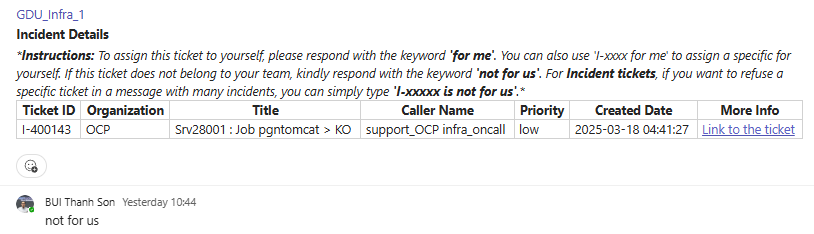 GDU_Infra_1
Incident Details
*Instructions: To assign this ticket to yourself, please respond with the keyword 'for me'. You can also use 'I-xxxx for me' to assign a specific for
yourself. If this ticket does not belong to your team, kindly respond with the keyword 'not for us'. For Incident tickets, if you want to refuse a
specific ticket in a message with many incidents, you can simply type 'I-xxxxx is not for us'.*
Ticket ID Organization Title Caller Name Priority Created Date More Info
I-400143 OCP Srv28001 : Job pgntomcat > KO support_OCP infra_oncall low 2025-03-18 04:41:27 Link to the ticket
BUI Thanh Son Yesterday 10:44
not for us